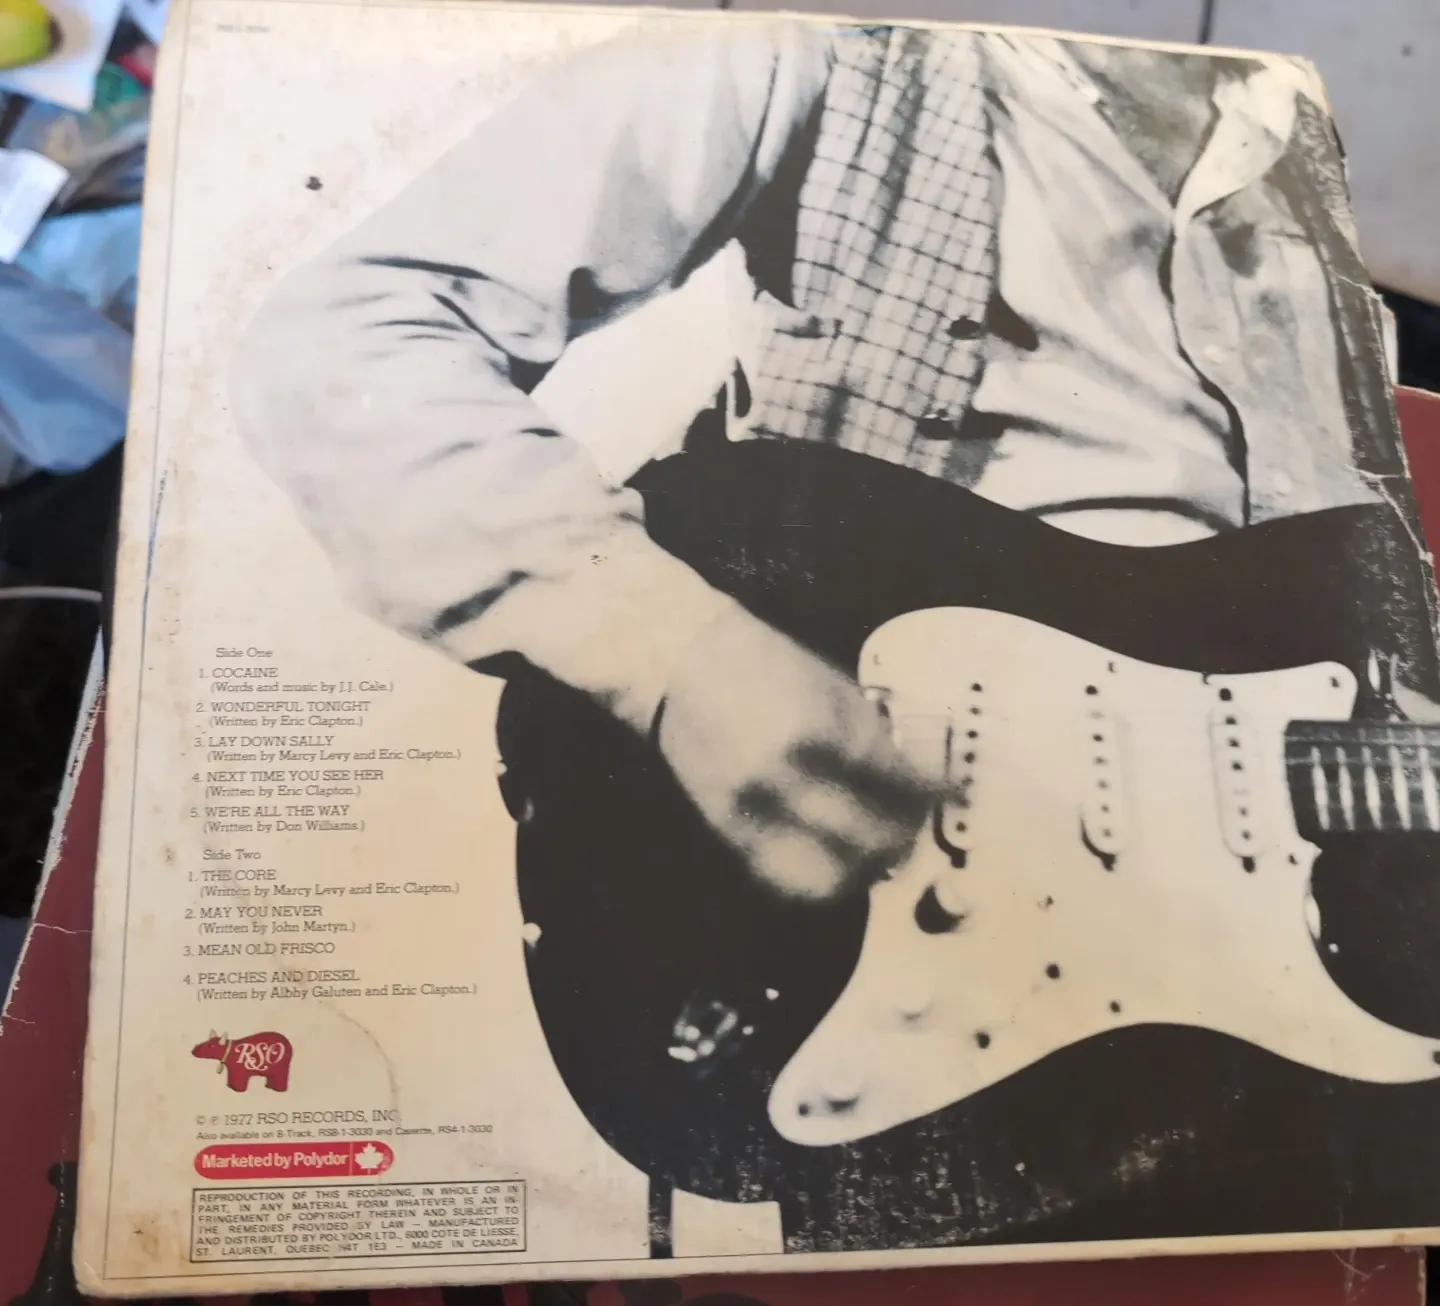 Side One
1. COCAINE
(Words and music by J.J. Cale.)
2. WONDERFUL TONIGHT
(Written by Eric Clapton.)
3. LAY DOWN SALLY
(Written by Marcy Levy and Eric Clapton.)
4. NEXT TIME YOU SEE HER
(Written by Eric Clapton.)
5. WE'RE ALL THE WAY
(Written by Don Williams.)
Side Two
1. THE CORE
(Written by Marcy Levy and Eric Clapton.)
2. MAY YOU NEVER
(Written by John Martyn.)
3. MEAN OLD FRISCO
4. PEACHES AND DIESEL
(Written by Albhy Galuten and Eric Clapton.)
RSO
© ℗ 1977 RSO RECORDS, INC.
Also available on 8-Track, RS8-1-3030 and Cassette, RS4-1-3030
Marketed by Polydor
REPRODUCTION OF THIS RECORDING, IN WHOLE OR IN
PART, IN ANY MATERIAL FORM WHATEVER IS AN IN-
FRINGEMENT OF COPYRIGHT THEREIN AND SUBJECT TO
THE REMEDIES PROVIDED BY LAW — MANUFACTURED
AND DISTRIBUTED BY POLYDOR LTD., 6000 COTE DE LIESSE,
ST. LAURENT, QUEBEC H4T 1E3 — MADE IN CANADA